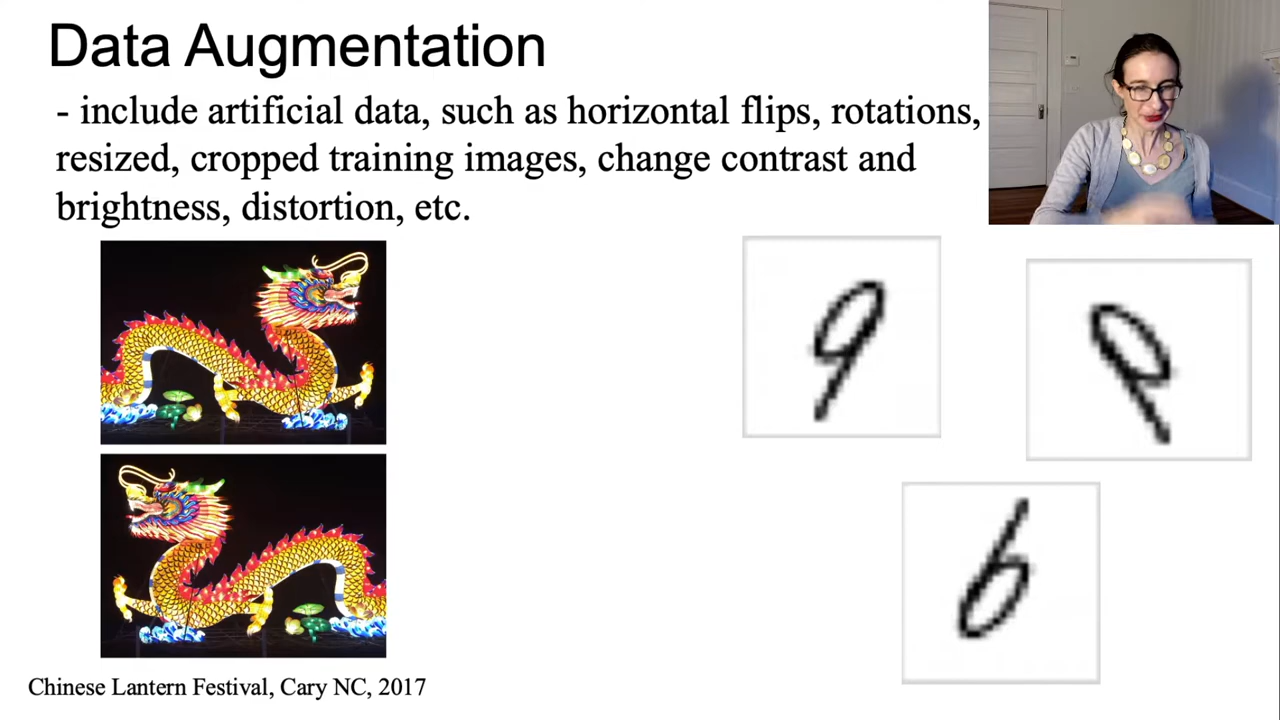 Data Augmentation
- include artificial data, such as horizontal flips, rotations,
resized, cropped training images, change contrast and
brightness, distortion, etc.
9
6
Chinese Lantern Festival, Cary NC, 2017